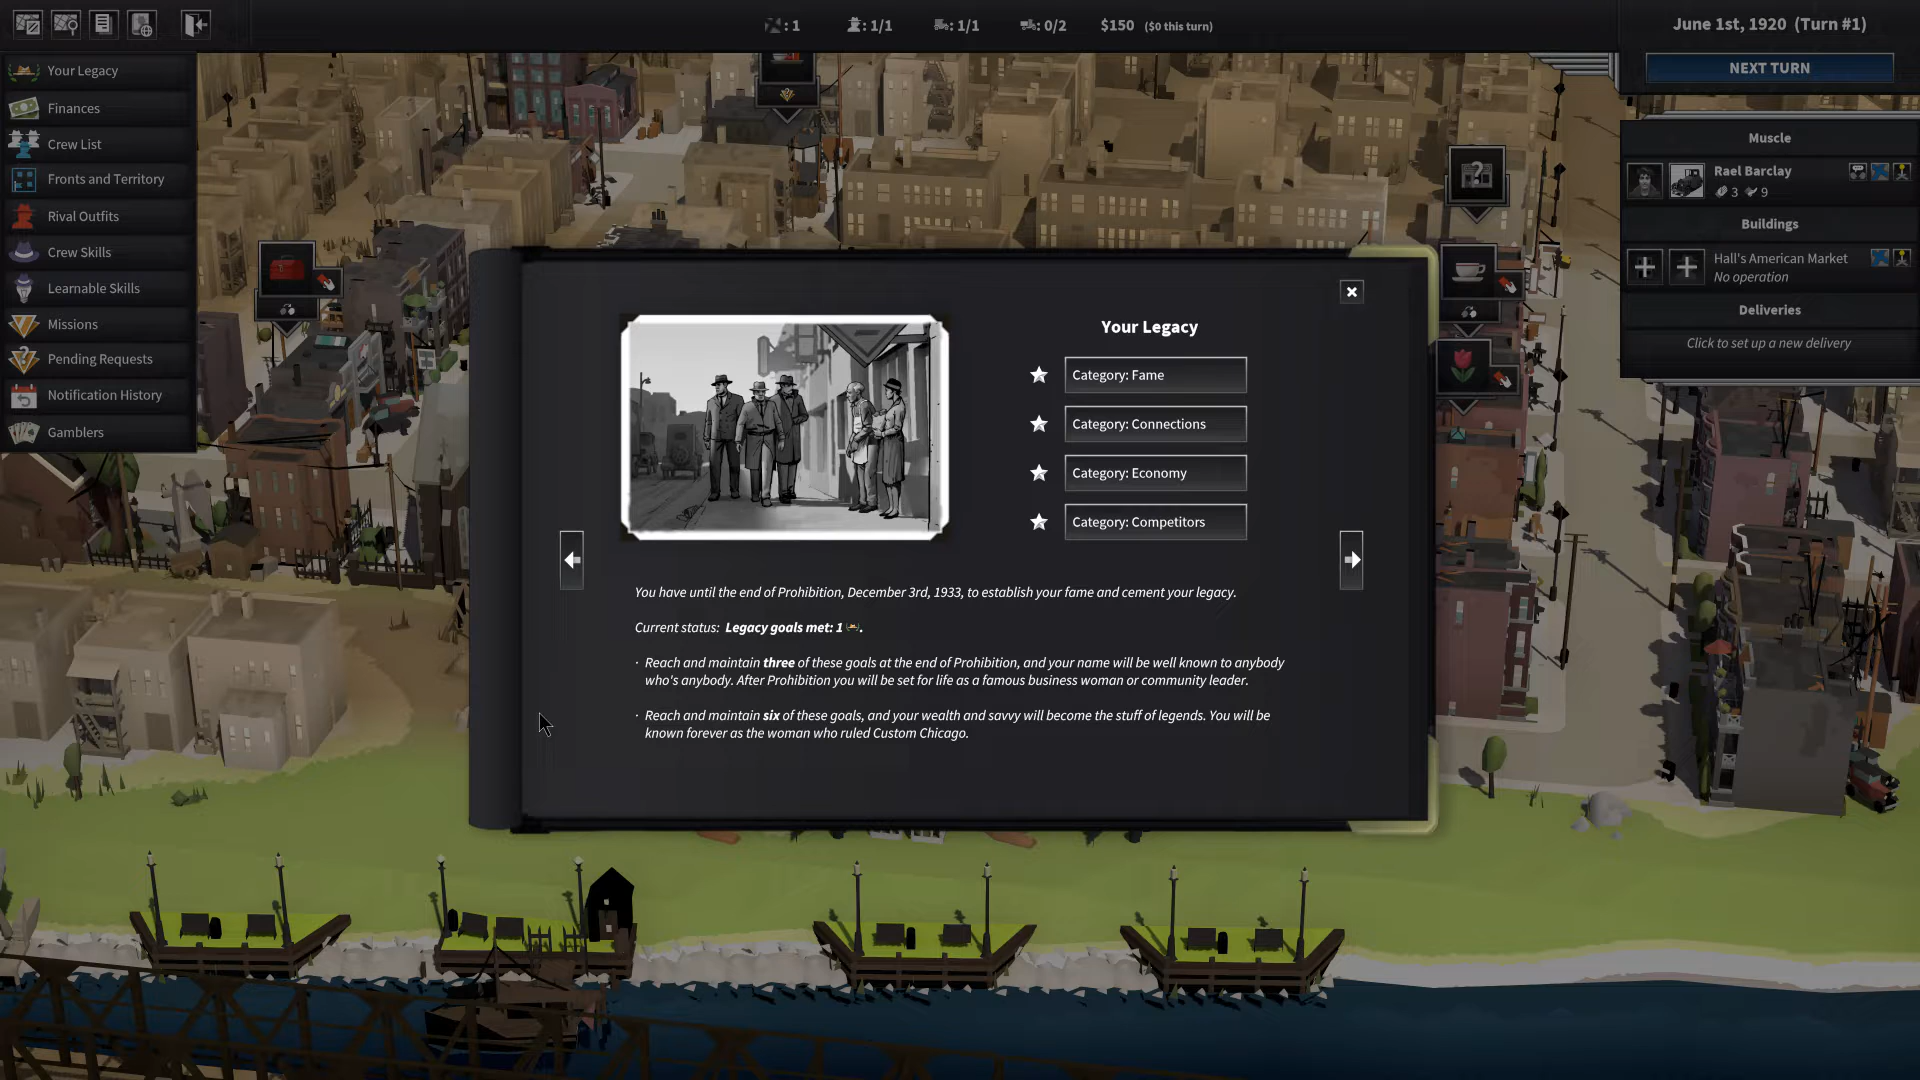 : 1
: 1/1
: 1/1
: 0/2
$150 ($0 this turn)
June 1st, 1920 (Turn #1)
NEXT TURN
Your Legacy
Finances
Crew List
Fronts and Territory
Rival Outfits
Crew Skills
Learnable Skills
Missions
Pending Requests
Notification History
Gamblers
Muscle
Rael Barclay
3 9
Buildings
Hall's American Market
No operation
Deliveries
Click to set up a new delivery
Your Legacy
Category: Fame
Category: Connections
Category: Economy
Category: Competitors
You have until the end of Prohibition, December 3rd, 1933, to establish your fame and cement your legacy.
Current status: Legacy goals met: 1 .
· Reach and maintain three of these goals at the end of Prohibition, and your name will be well known to anybody
who's anybody. After Prohibition you will be set for life as a famous business woman or community leader.
· Reach and maintain six of these goals, and your wealth and savvy will become the stuff of legends. You will be
known forever as the woman who ruled Custom Chicago.